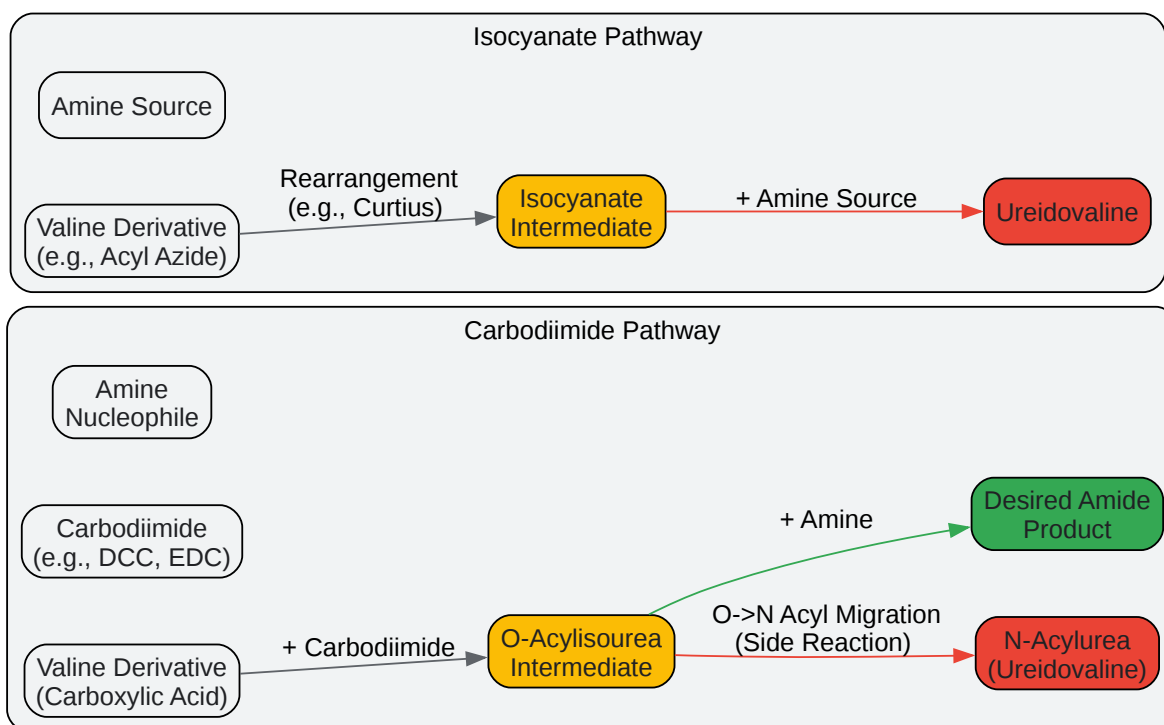 Isocyanate Pathway
Amine Source
Rearrangement
(e.g., Curtius)
Valine Derivative
(e.g., Acyl Azide)
Isocyanate
Intermediate
+ Amine Source
Ureidovaline
Carbodiimide Pathway
Amine
Nucleophile
Carbodiimide
(e.g., DCC, EDC)
Valine Derivative
(Carboxylic Acid)
+ Carbodiimide
O-Acylisourea
Intermediate
+ Amine
Desired Amide
Product
O->N Acyl Migration
(Side Reaction)
N-Acylurea
(Ureidovaline)